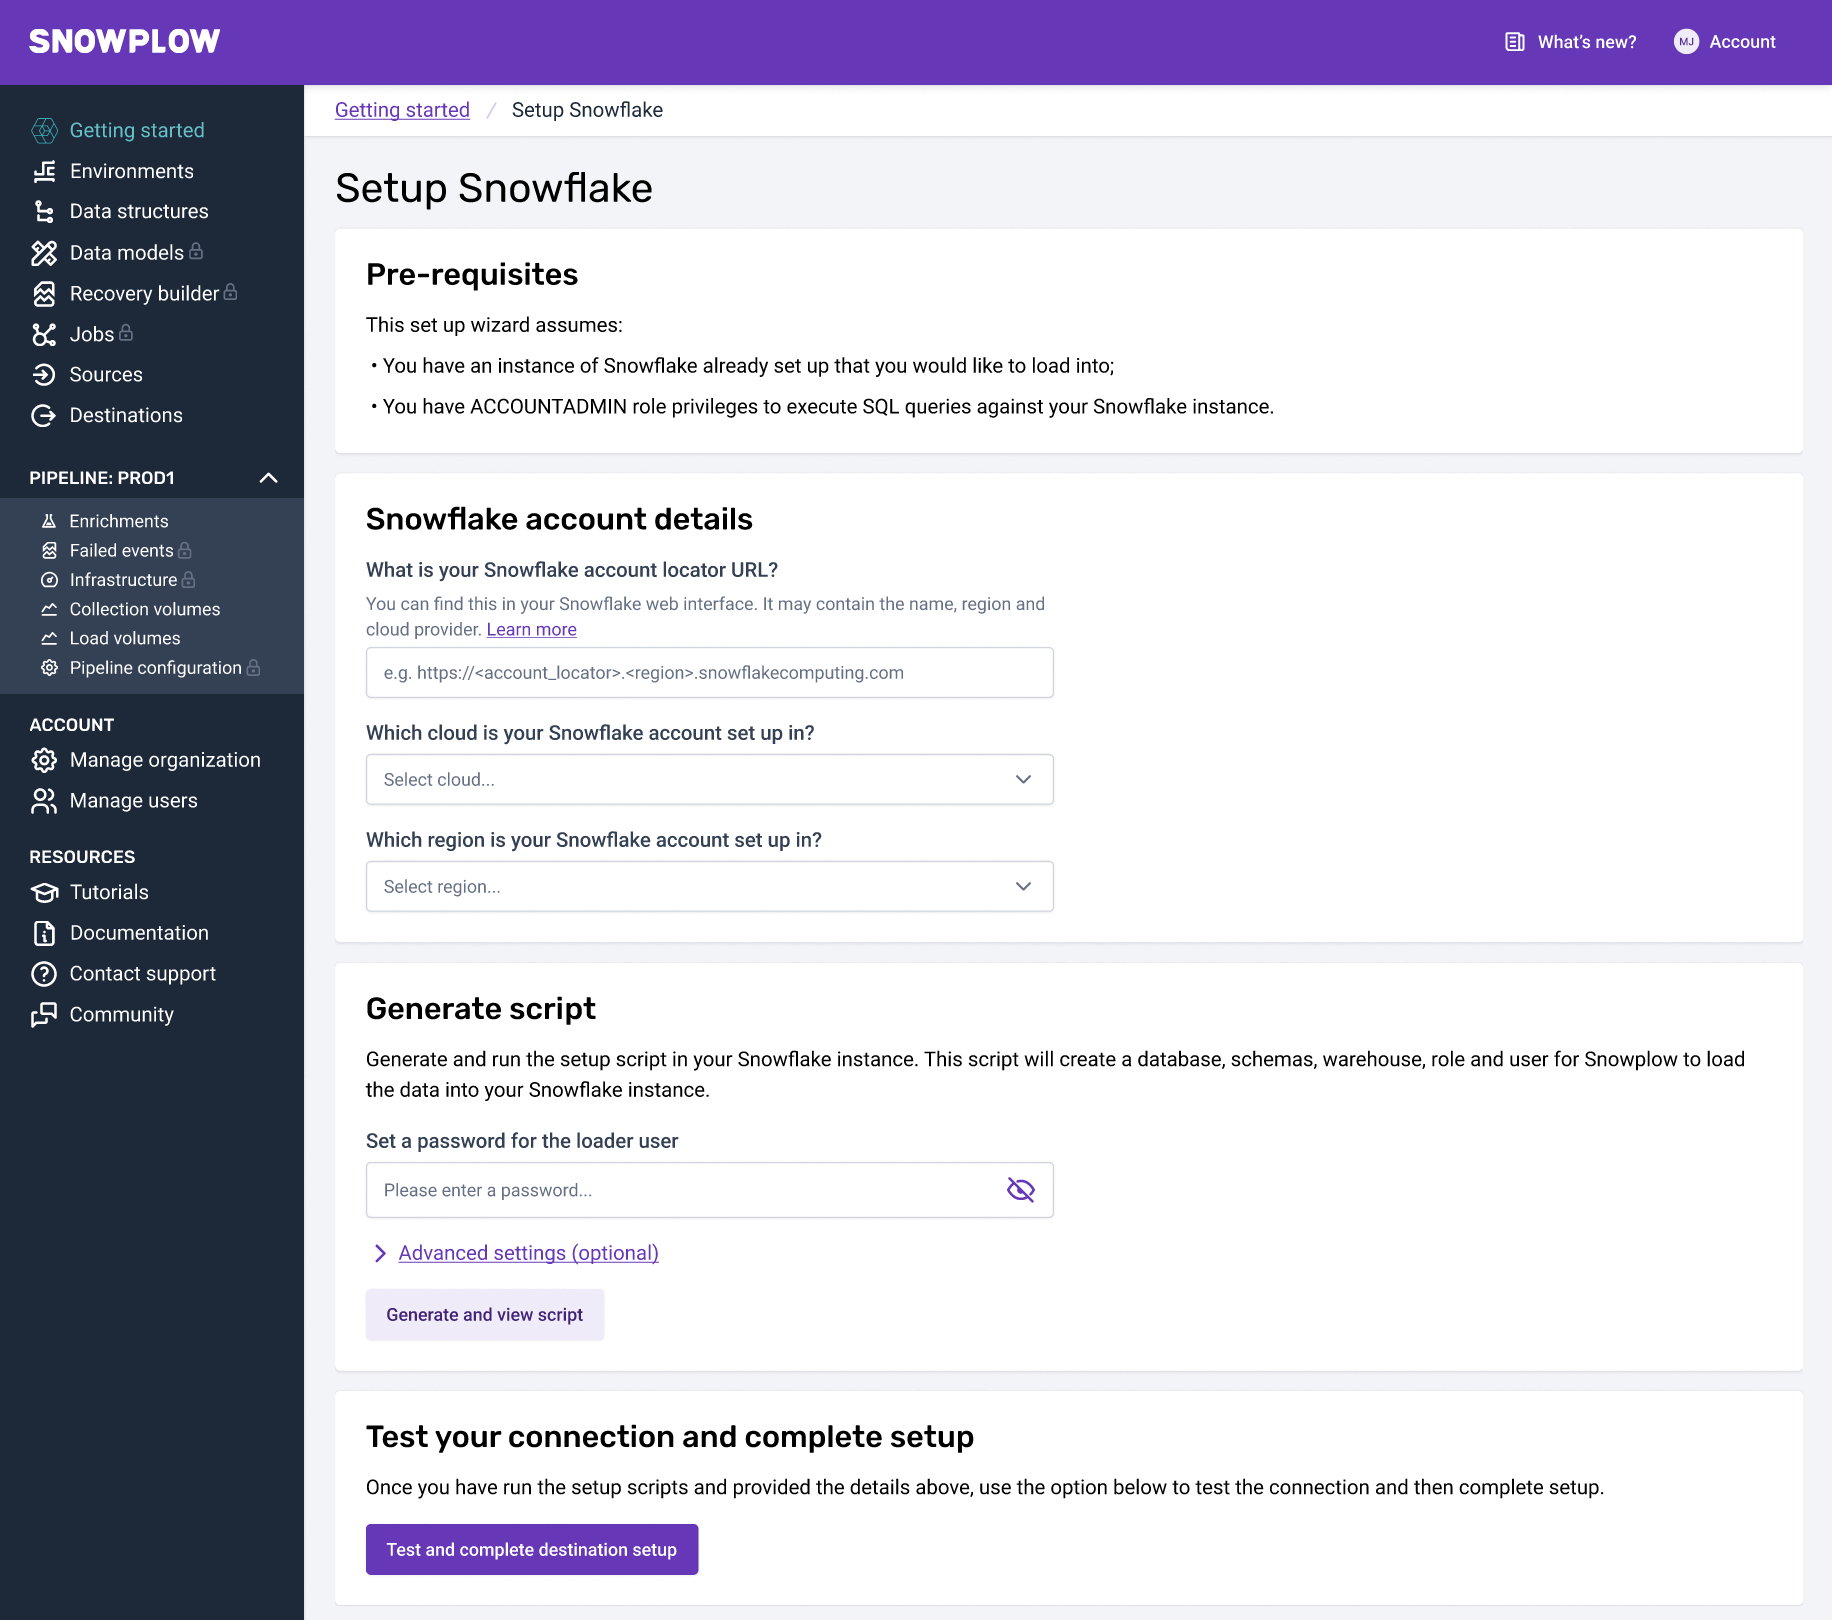 SNOWPLOW
What's new?
MJ
Account
Getting started
Environments
Data structures
Data models
Recovery builder
Jobs
Sources
Destinations
PIPELINE: PROD1
Enrichments
Failed events
Infrastructure
Collection volumes
Load volumes
Pipeline configuration
ACCOUNT
Manage organization
Manage users
RESOURCES
Tutorials
Documentation
Contact support
Community
Getting started / Setup Snowflake
Setup Snowflake
Pre-requisites
This set up wizard assumes:
• You have an instance of Snowflake already set up that you would like to load into;
• You have ACCOUNTADMIN role privileges to execute SQL queries against your Snowflake instance.
Snowflake account details
What is your Snowflake account locator URL?
You can find this in your Snowflake web interface. It may contain the name, region and
cloud provider. Learn more
e.g. https://<account_locator>.<region>.snowflakecomputing.com
Which cloud is your Snowflake account set up in?
Select cloud...
Which region is your Snowflake account set up in?
Select region...
Generate script
Generate and run the setup script in your Snowflake instance. This script will create a database, schemas, warehouse, role and user for Snowplow to load
the data into your Snowflake instance.
Set a password for the loader user
Please enter a password...
Advanced settings (optional)
Generate and view script
Test your connection and complete setup
Once you have run the setup scripts and provided the details above, use the option below to test the connection and then complete setup.
Test and complete destination setup